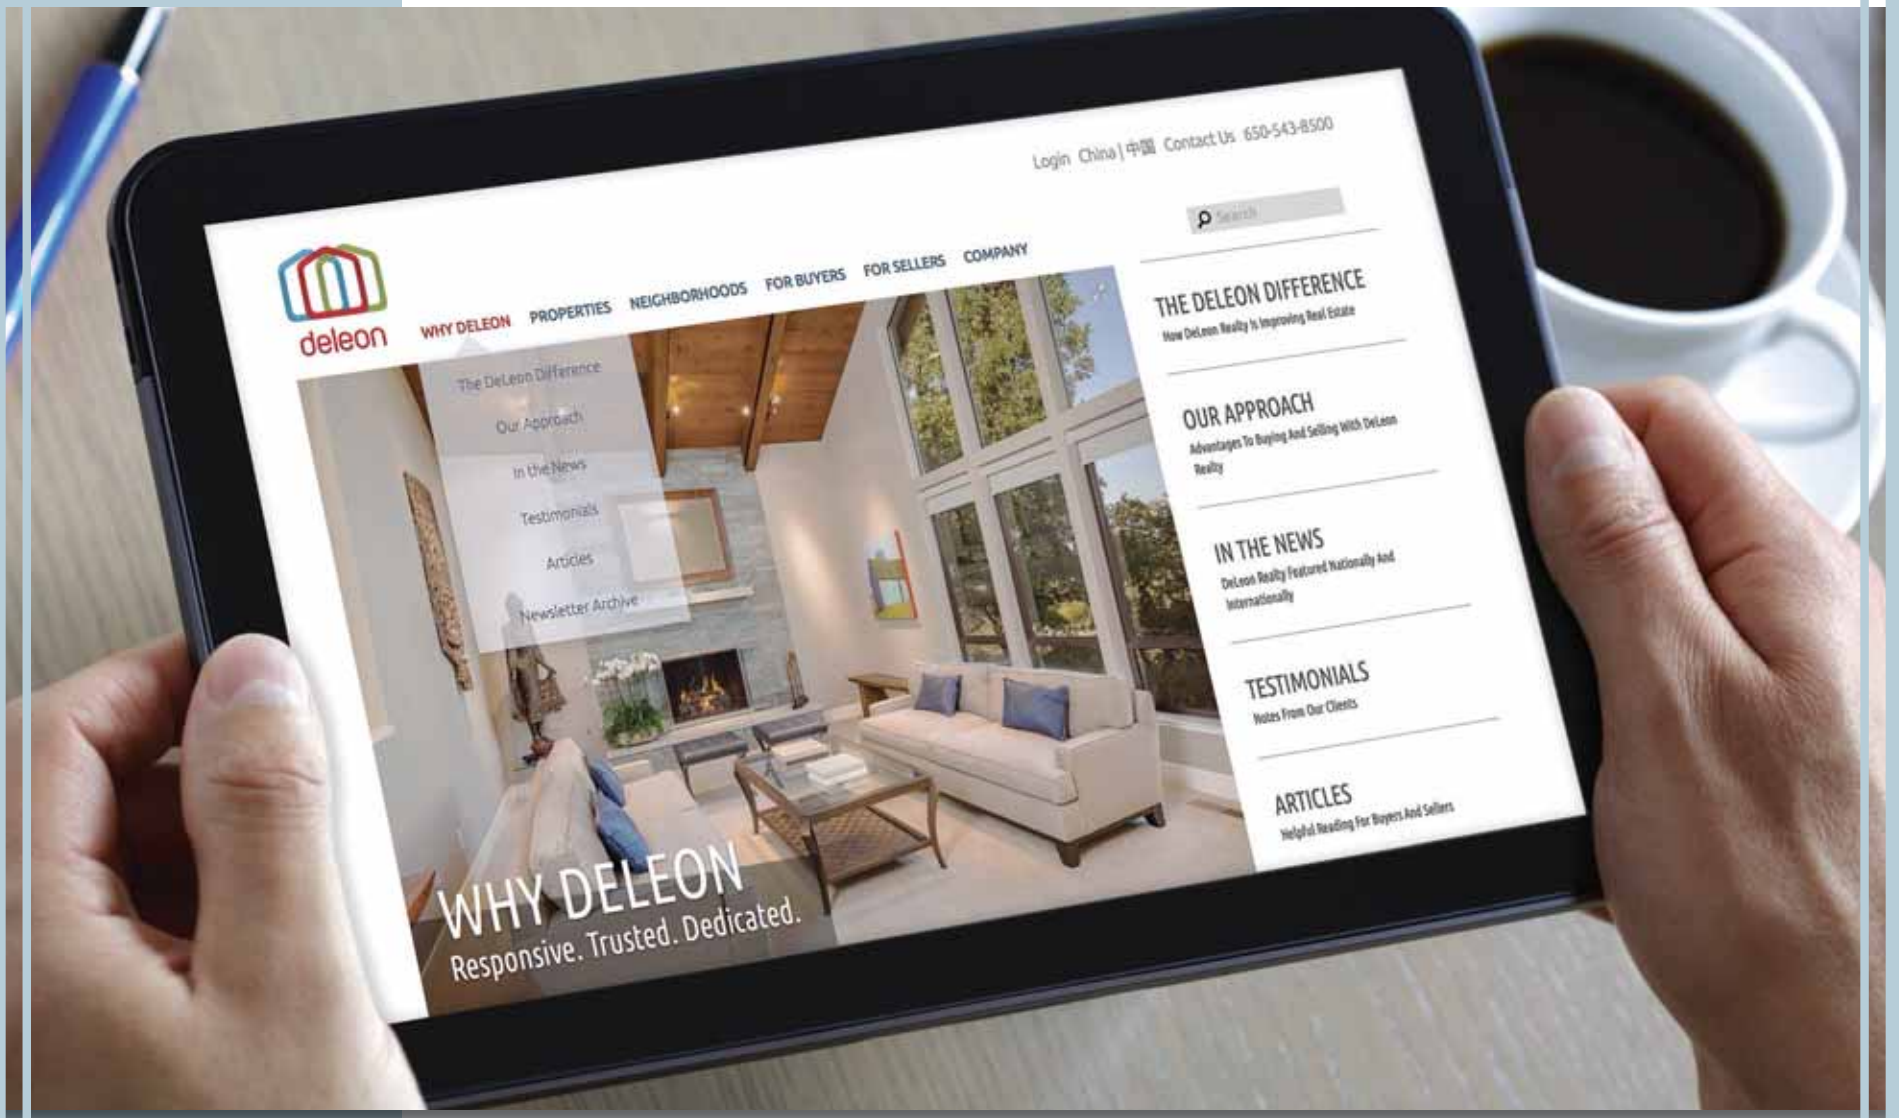 Login China | 中国 Contact Us 650-543-8500
Search
deleon
WHY DELEON PROPERTIES NEIGHBORHOODS FOR BUYERS FOR SELLERS COMPANY
The DeLeon Difference
Our Approach
In the News
Testimonials
Articles
Newsletter Archive
WHY DELEON
Responsive. Trusted. Dedicated.
THE DELEON DIFFERENCE
How DeLeon Realty Is Improving Real Estate
OUR APPROACH
Advantages To Buying And Selling With DeLeon
Realty
IN THE NEWS
DeLeon Realty Featured Nationally And
Internationally
TESTIMONIALS
Notes From Our Clients
ARTICLES
Helpful Reading For Buyers And Sellers